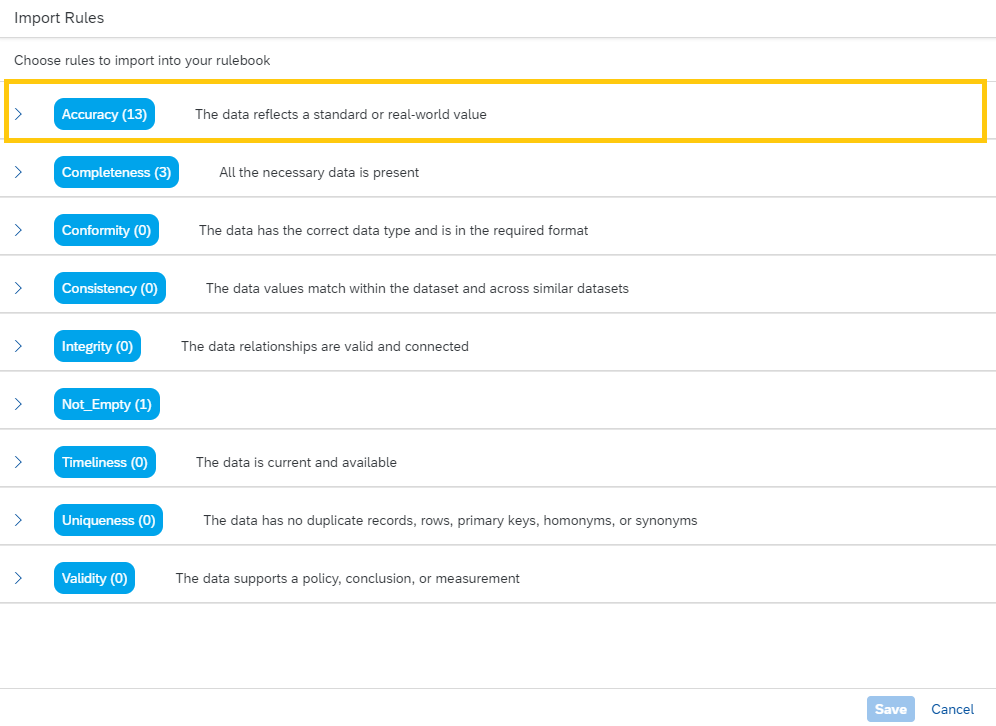 Import Rules
Choose rules to import into your rulebook
Accuracy (13) The data reflects a standard or real-world value
Completeness (3) All the necessary data is present
Conformity (0) The data has the correct data type and is in the required format
Consistency (0) The data values match within the dataset and across similar datasets
Integrity (0) The data relationships are valid and connected
Not_Empty (1)
Timeliness (0) The data is current and available
Uniqueness (0) The data has no duplicate records, rows, primary keys, homonyms, or synonyms
Validity (0) The data supports a policy, conclusion, or measurement
Save Cancel